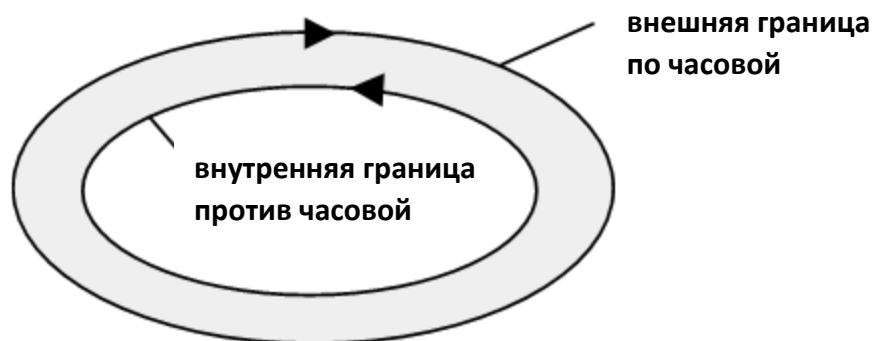 внешняя граница
по часовой
внутренняя граница
против часовой